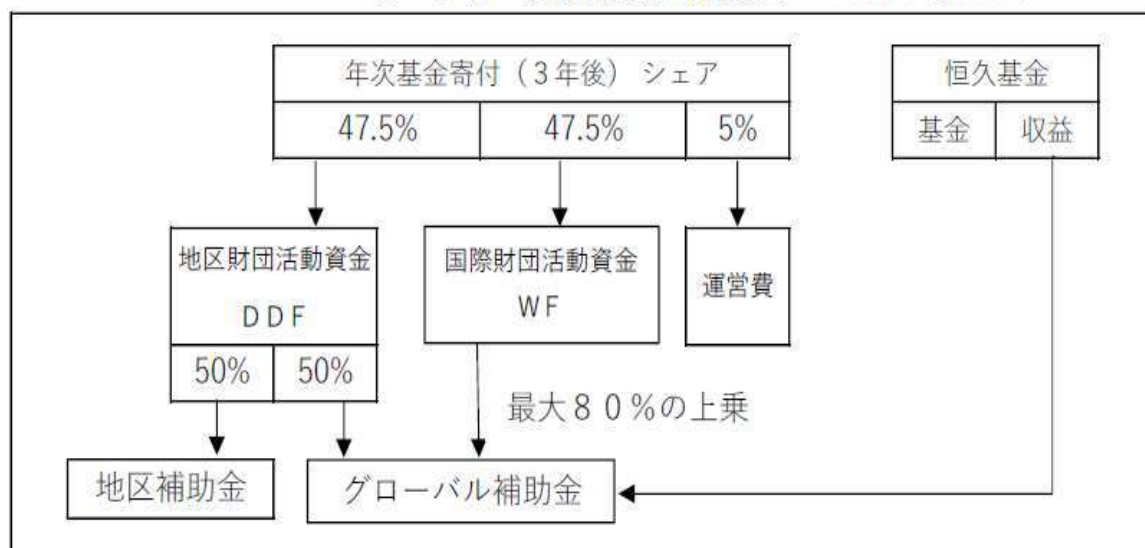 年次基金寄付（３年後） シェア
47.5%
47.5%
5%
恒久基金
基金
収益
地区財団活動資金
ＤＤＦ
国際財団活動資金
ＷＦ
運営費
50%
50%
最大８０％の上乗
地区補助金
グローバル補助金